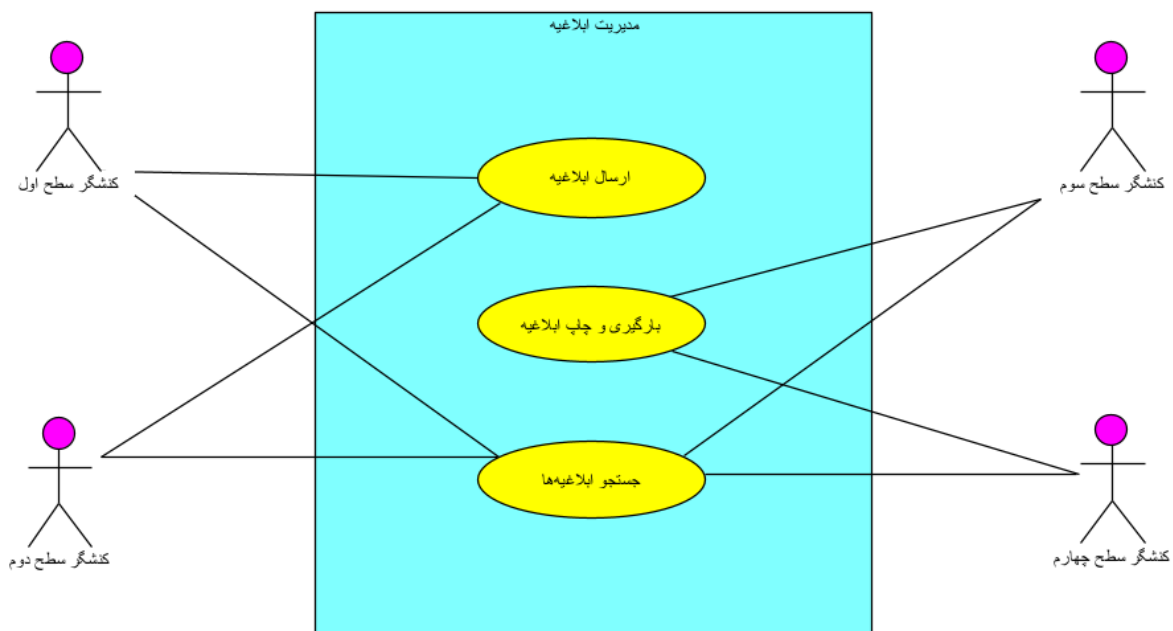 مدیریت ابلاغیه
ارسال ابلاغیه
کنشگر سطح اول
کنشگر سطح سوم
بارگیری و چاپ ابلاغیه
جستجو ابلاغیه‌ها
کنشگر سطح دوم
کنشگر سطح چهارم